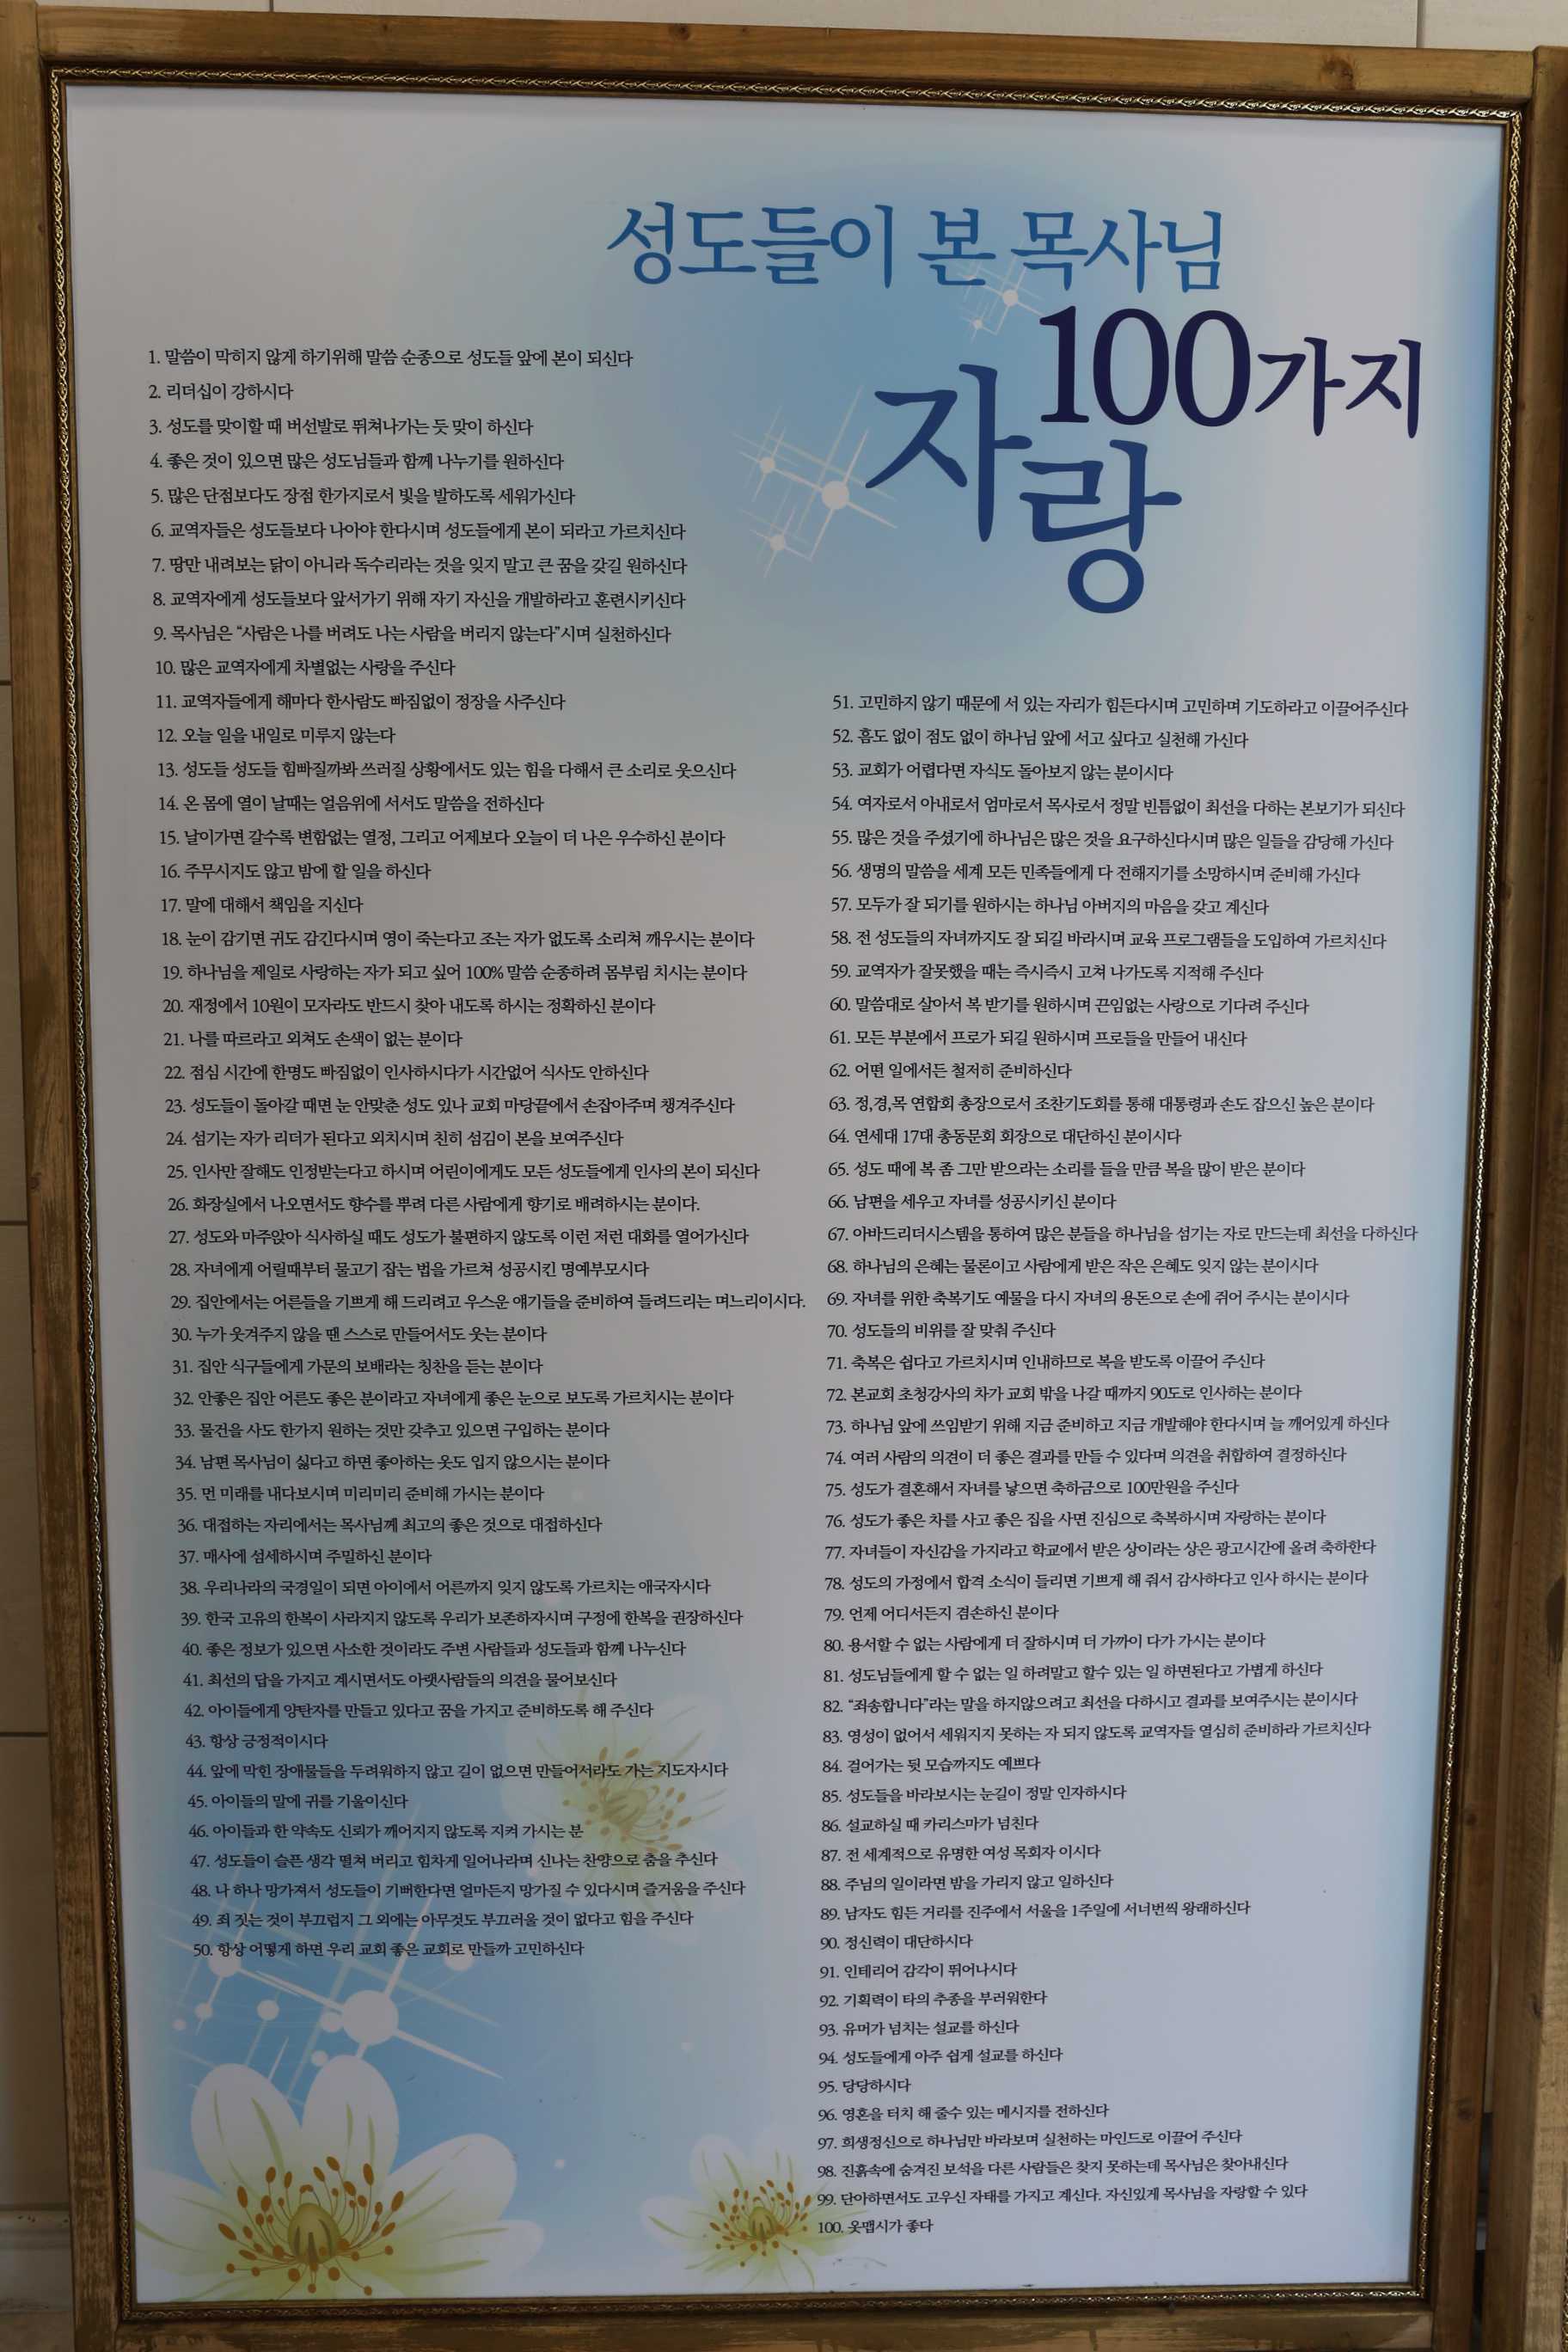 성도들이 본 목사님
100가지
자랑
1. 말씀이 막히지 않게 하기위해 말씀 순종으로 성도들 앞에 본이 되신다
2. 리더십이 강하시다
3. 성도를 맞이할 때 버선발로 뛰쳐나가는 듯 맞이 하신다
4. 좋은 것이 있으면 많은 성도님들과 함께 나누기를 원하신다
5. 많은 단점보다도 장점 한가지로서 빛을 발하도록 세워가신다
6. 교역자들은 성도들보다 나아야 한다시며 성도들에게 본이 되라고 가르치신다
7. 땅만 내려보는 닭이 아니라 독수리라는 것을 잊지 말고 큰 꿈을 갖길 원하신다
8. 교역자에게 성도들보다 앞서가기 위해 자기 자신을 개발하라고 훈련시키신다
9. 목사님은 “사람은 나를 버려도 나는 사람을 버리지 않는다”시며 실천하신다
10. 많은 교역자에게 차별없는 사랑을 주신다
11. 교역자들에게 해마다 한사람도 빠짐없이 정장을 사주신다
12. 오늘 일을 내일로 미루지 않는다
13. 성도들 성도들 힘빠질까봐 쓰러질 상황에서도 있는 힘을 다해서 큰 소리로 웃으신다
14. 온 몸에 열이 날때는 얼음위에 서서도 말씀을 전하신다
15. 날이가면 갈수록 변함없는 열정, 그리고 어제보다 오늘이 더 나은 우수하신 분이다
16. 주무시지도 않고 밤에 할 일을 하신다
17. 말에 대해서 책임을 지신다
18. 눈이 감기면 귀도 감긴다시며 영이 죽는다고 조는 자가 없도록 소리쳐 깨우시는 분이다
19. 하나님을 제일로 사랑하는 자가 되고 싶어 100% 말씀 순종하려 몸부림 치시는 분이다
20. 재정에서 10원이 모자라도 반드시 찾아 내도록 하시는 정확하신 분이다
21. 나를 따르라고 외쳐도 손색이 없는 분이다
22. 점심 시간에 한명도 빠짐없이 인사하시다가 시간없어 식사도 안하신다
23. 성도들이 돌아갈 때면 눈 안맞춘 성도 있나 교회 마당끝에서 손잡아주며 챙겨주신다
24. 섬기는 자가 리더가 된다고 외치시며 친히 섬김이 본을 보여주신다
25. 인사만 잘해도 인정받는다고 하시며 어린이에게도 모든 성도들에게 인사의 본이 되신다
26. 화장실에서 나오면서도 향수를 뿌려 다른 사람에게 향기로 배려하시는 분이다.
27. 성도와 마주앉아 식사하실 때도 성도가 불편하지 않도록 이런 저런 대화를 열어가신다
28. 자녀에게 어릴때부터 물고기 잡는 법을 가르쳐 성공시킨 명예부모시다
29. 집안에서는 어른들을 기쁘게 해 드리려고 우스운 얘기들을 준비하여 들려드리는 며느리이시다.
30. 누가 웃겨주지 않을 땐 스스로 만들어서도 웃는 분이다
31. 집안 식구들에게 가문의 보배라는 칭찬을 듣는 분이다
32. 안좋은 집안 어른도 좋은 분이라고 자녀에게 좋은 눈으로 보도록 가르치시는 분이다
33. 물건을 사도 한가지 원하는 것만 갖추고 있으면 구입하는 분이다
34. 남편 목사님이 싫다고 하면 좋아하는 옷도 입지 않으시는 분이다
35. 먼 미래를 내다보시며 미리미리 준비해 가시는 분이다
36. 대접하는 자리에서는 목사님께 최고의 좋은 것으로 대접하신다
37. 매사에 섬세하시며 주밀하신 분이다
38. 우리나라의 국경일이 되면 아이에서 어른까지 잊지 않도록 가르치는 애국자시다
39. 한국 고유의 한복이 사라지지 않도록 우리가 보존하자시며 구정에 한복을 권장하신다
40. 좋은 정보가 있으면 사소한 것이라도 주변 사람들과 성도들과 함께 나누신다
41. 최선의 답을 가지고 계시면서도 아랫사람들의 의견을 물어보신다
42. 아이들에게 양탄자를 만들고 있다고 꿈을 가지고 준비하도록 해 주신다
43. 항상 긍정적이시다
44. 앞에 막힌 장애물들을 두려워하지 않고 길이 없으면 만들어서라도 가는 지도자시다
45. 아이들의 말에 귀를 기울이신다
46. 아이들과 한 약속도 신뢰가 깨어지지 않도록 지켜 가시는 분
47. 성도들이 슬픈 생각 떨쳐 버리고 힘차게 일어나라며 신나는 찬양으로 춤을 추신다
48. 나 하나 망가져서 성도들이 기뻐한다면 얼마든지 망가질 수 있다시며 즐거움을 주신다
49. 죄 짓는 것이 부끄럽지 그 외에는 아무것도 부끄러울 것이 없다고 힘을 주신다
50. 항상 어떻게 하면 우리 교회 좋은 교회로 만들까 고민하신다
51. 고민하지 않기 때문에 서 있는 자리가 힘든다시며 고민하며 기도하라고 이끌어주신다
52. 흠도 없이 점도 없이 하나님 앞에 서고 싶다고 실천해 가신다
53. 교회가 어렵다면 자식도 돌아보지 않는 분이시다
54. 여자로서 아내로서 엄마로서 목사로서 정말 빈틈없이 최선을 다하는 본보기가 되신다
55. 많은 것을 주셨기에 하나님은 많은 것을 요구하신다시며 많은 일들을 감당해 가신다
56. 생명의 말씀을 세계 모든 민족들에게 다 전해지기를 소망하시며 준비해 가신다
57. 모두가 잘 되기를 원하시는 하나님 아버지의 마음을 갖고 계신다
58. 전 성도들의 자녀까지도 잘 되길 바라시며 교육 프로그램들을 도입하여 가르치신다
59. 교역자가 잘못했을 때는 즉시즉시 고쳐 나가도록 지적해 주신다
60. 말씀대로 살아서 복 받기를 원하시며 끈임없는 사랑으로 기다려 주신다
61. 모든 부분에서 프로가 되길 원하시며 프로들을 만들어 내신다
62. 어떤 일에서든 철저히 준비하신다
63. 정,경,목 연합회 총장으로서 조찬기도회를 통해 대통령과 손도 잡으신 높은 분이다
64. 연세대 17대 총동문회 회장으로 대단하신 분이시다
65. 성도 때에 복 좀 그만 받으라는 소리를 들을 만큼 복을 많이 받은 분이다
66. 남편을 세우고 자녀를 성공시키신 분이다
67. 아바드리더시스템을 통하여 많은 분들을 하나님을 섬기는 자로 만드는데 최선을 다하신다
68. 하나님의 은혜는 물론이고 사람에게 받은 작은 은혜도 잊지 않는 분이시다
69. 자녀를 위한 축복기도 예물을 다시 자녀의 용돈으로 손에 쥐어 주시는 분이시다
70. 성도들의 비위를 잘 맞춰 주신다
71. 축복은 쉽다고 가르치시며 인내하므로 복을 받도록 이끌어 주신다
72. 본교회 초청강사의 차가 교회 밖을 나갈 때까지 90도로 인사하는 분이다
73. 하나님 앞에 쓰임받기 위해 지금 준비하고 지금 개발해야 한다시며 늘 깨어있게 하신다
74. 여러 사람의 의견이 더 좋은 결과를 만들 수 있다며 의견을 취합하여 결정하신다
75. 성도가 결혼해서 자녀를 낳으면 축하금으로 100만원을 주신다
76. 성도가 좋은 차를 사고 좋은 집을 사면 진심으로 축복하시며 자랑하는 분이다
77. 자녀들이 자신감을 가지라고 학교에서 받은 상이라는 상은 광고시간에 올려 축하한다
78. 성도의 가정에서 합격 소식이 들리면 기쁘게 해 줘서 감사하다고 인사 하시는 분이다
79. 언제 어디서든지 겸손하신 분이다
80. 용서할 수 없는 사람에게 더 잘하시며 더 가까이 다가 가시는 분이다
81. 성도님들에게 할 수 없는 일 하려말고 할수 있는 일 하면된다고 가볍게 하신다
82. “죄송합니다”라는 말을 하지않으려고 최선을 다하시고 결과를 보여주시는 분이시다
83. 영성이 없어서 세워지지 못하는 자 되지 않도록 교역자들 열심히 준비하라 가르치신다
84. 걸어가는 뒷 모습까지도 예쁘다
85. 성도들을 바라보시는 눈길이 정말 인자하시다
86. 설교하실 때 카리스마가 넘친다
87. 전 세계적으로 유명한 여성 목회자 이시다
88. 주님의 일이라면 밤을 가리지 않고 일하신다
89. 남자도 힘든 거리를 진주에서 서울을 1주일에 서너번씩 왕래하신다
90. 정신력이 대단하시다
91. 인테리어 감각이 뛰어나시다
92. 기획력이 타의 추종을 부러워한다
93. 유머가 넘치는 설교를 하신다
94. 성도들에게 아주 쉽게 설교를 하신다
95. 당당하시다
96. 영혼을 터치 해 줄수 있는 메시지를 전하신다
97. 희생정신으로 하나님만 바라보며 실천하는 마인드로 이끌어 주신다
98. 진흙속에 숨겨진 보석을 다른 사람들은 찾지 못하는데 목사님은 찾아내신다
99. 단아하면서도 고우신 자태를 가지고 계신다. 자신있게 목사님을 자랑할 수 있다
100. 옷맵시가 좋다